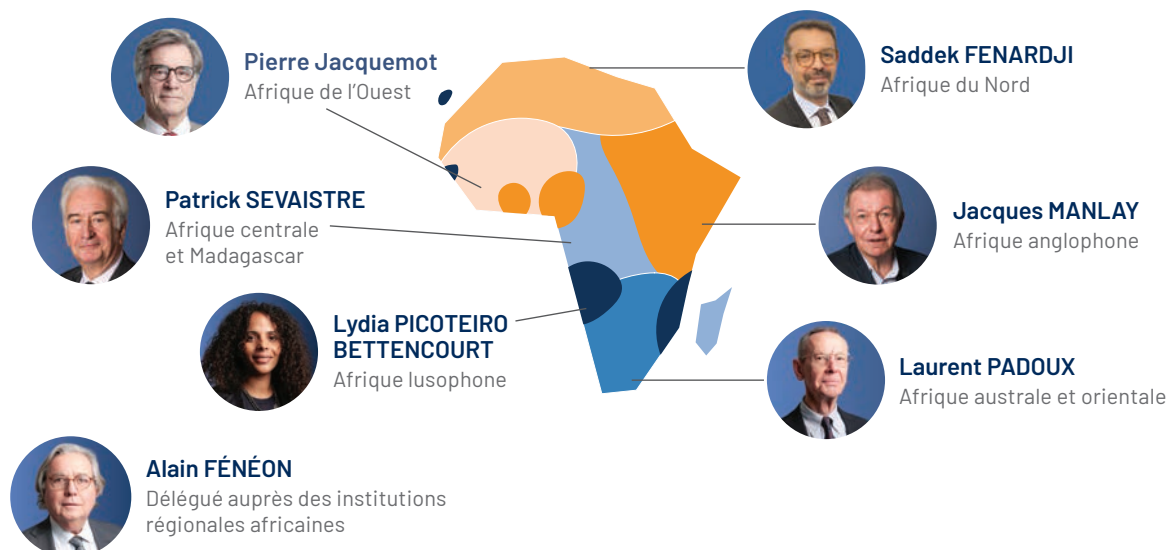 Pierre Jacquemot
Afrique de l'Ouest
Saddek FENARDJI
Afrique du Nord
Patrick SEVAISTRE
Afrique centrale
et Madagascar
Jacques MANLAY
Afrique anglophone
Lydia PICOTEIRO
BETTENCOURT
Afrique lusophone
Laurent PADOUX
Afrique australe et orientale
Alain FÉNÉON
Délégué auprès des institutions
régionales africaines